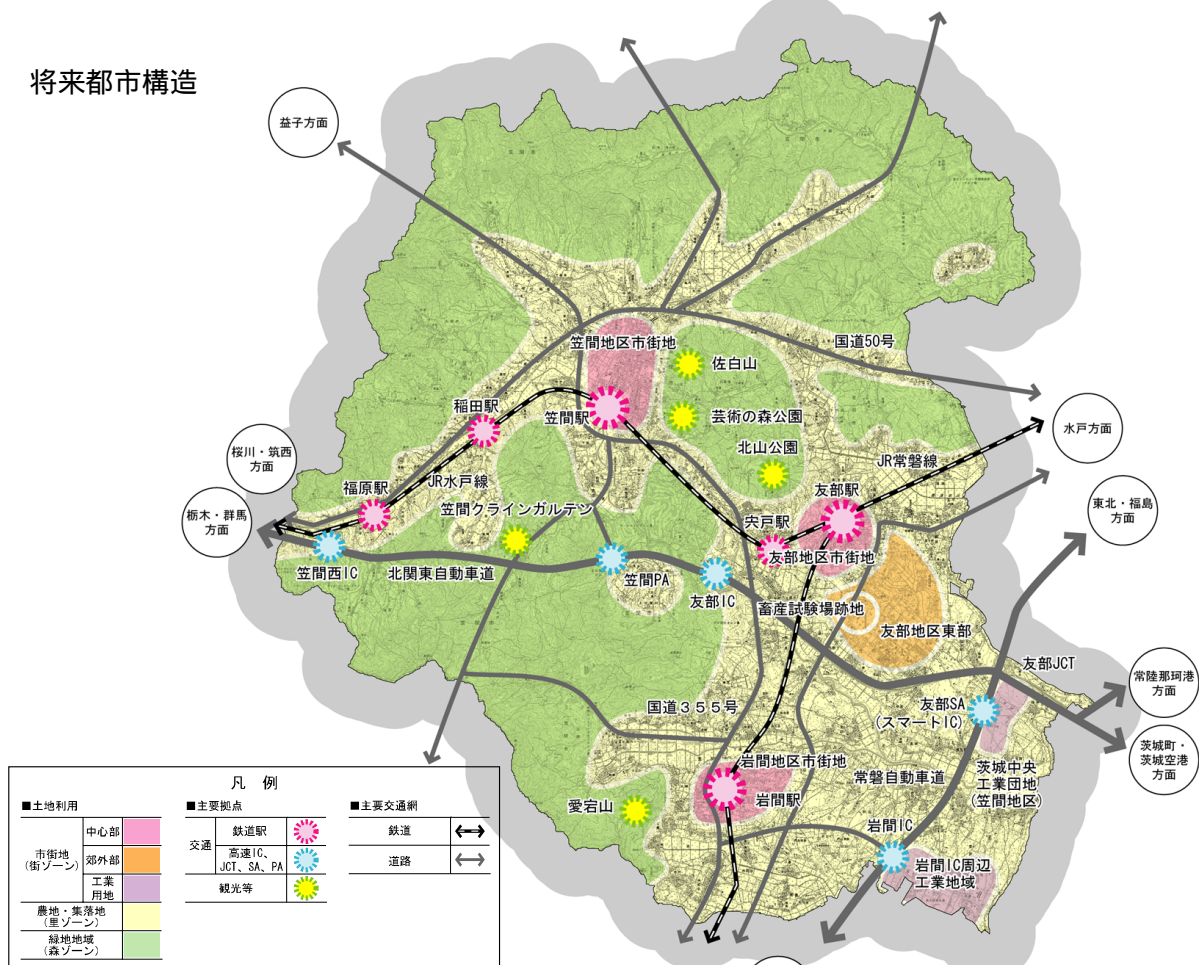 将来都市構造
益子方面
国道50号
笠間地区市街地
佐白山
稲田駅
笠間駅
芸術の森公園
水戸方面
桜川・筑西
方面
北山公園
JR常磐線
福原駅
JR水戸線
友部駅
栃木・群馬
方面
笠間クラインガルテン
宍戸駅
東北・福島
方面
友部地区市街地
笠間西IC
北関東自動車道
笠間PA
友部IC
畜産試験場跡地
友部地区東部
友部JCT
常陸那珂港
方面
国道355号
友部SA
(スマートIC)
茨城町・
茨城空港
方面
岩間地区市街地
常磐自動車道
茨城中央
工業団地
(笠間地区)
愛宕山
岩間駅
岩間IC
岩間IC周辺
工業地域
凡 例
■土地利用
市街地
(街ゾーン)
中心部
郊外部
工業
用地
農地・集落地
(里ゾーン)
緑地地域
(森ゾーン)
■主要拠点
交通
鉄道駅
高速IC、
JCT、SA、PA
観光等
■主要交通網
鉄道
道路